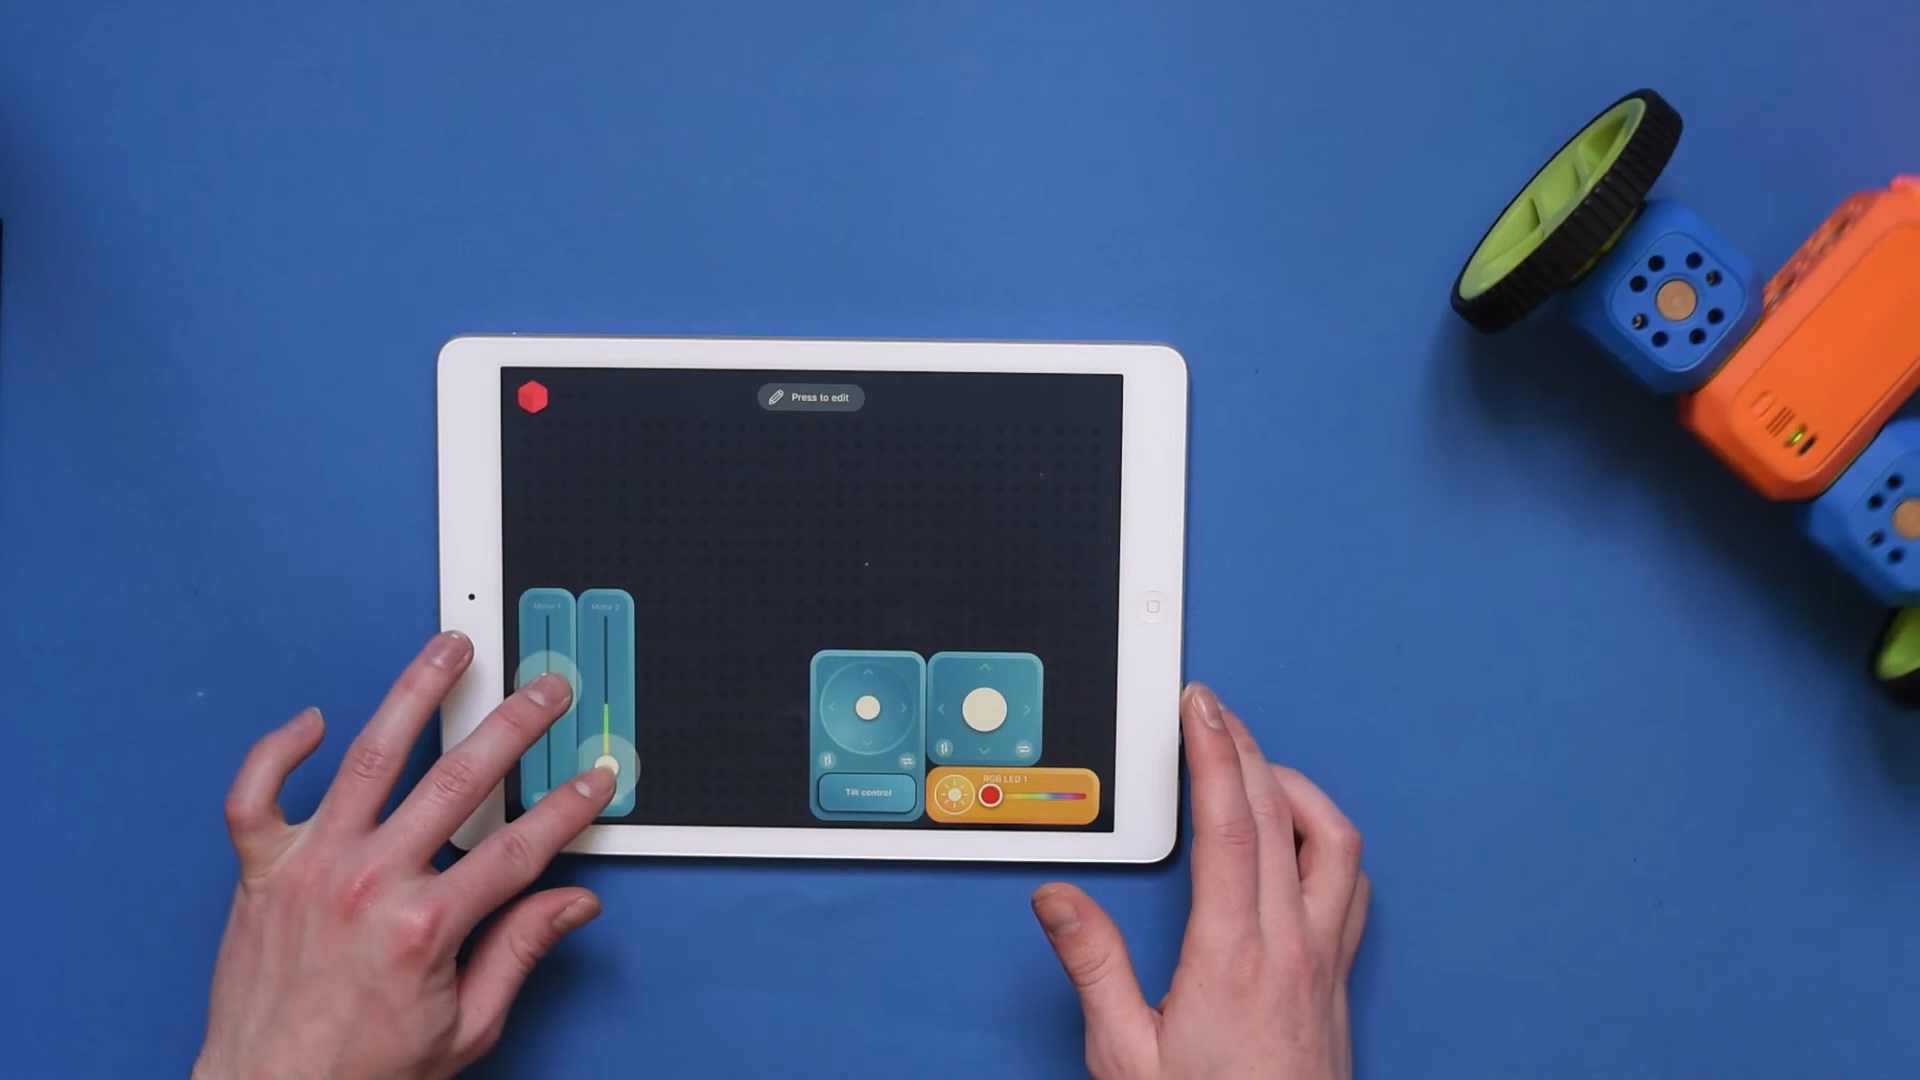 Press to edit
Motor 1
Motor 2
Tilt control
RGB LED 1